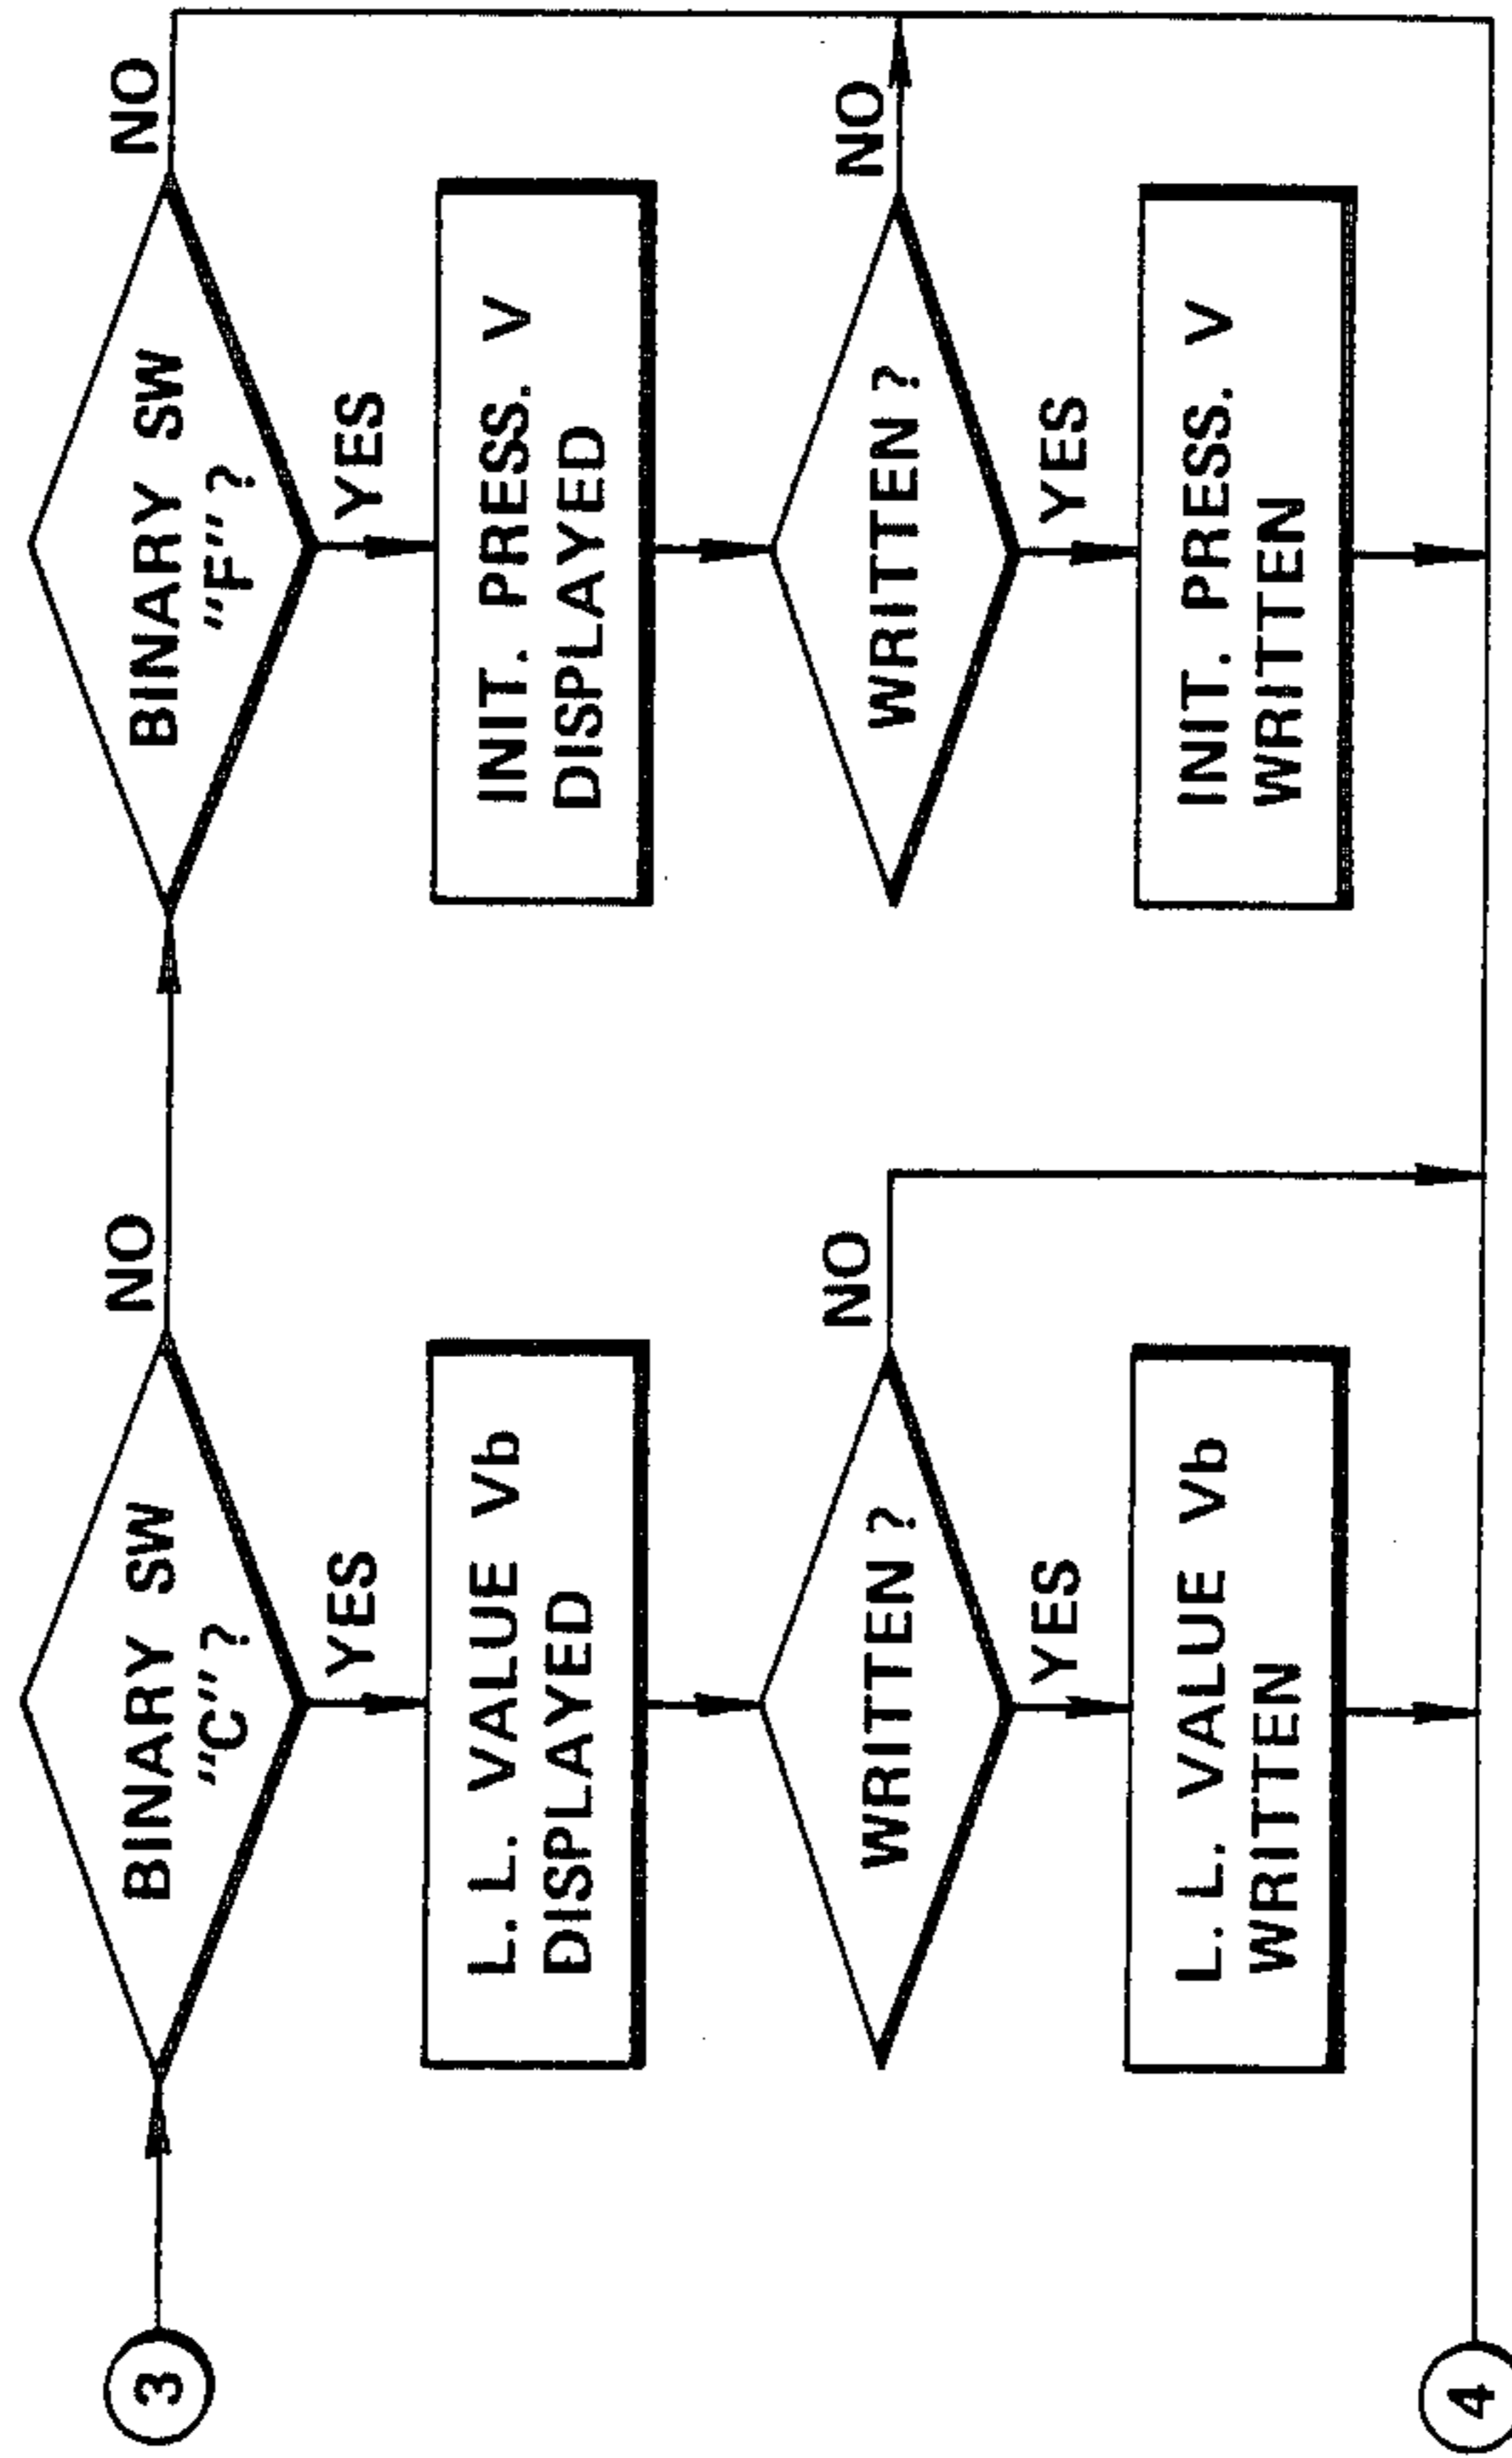 3
BINARY SW
"C"?
NO
YES
L. L. VALUE Vb
DISPLAYED
WRITTEN?
NO
YES
L. L. VALUE Vb
WRITTEN
BINARY SW
"F"?
NO
YES
INIT. PRESS. V
DISPLAYED
WRITTEN?
NO
YES
INIT. PRESS. V
WRITTEN
4